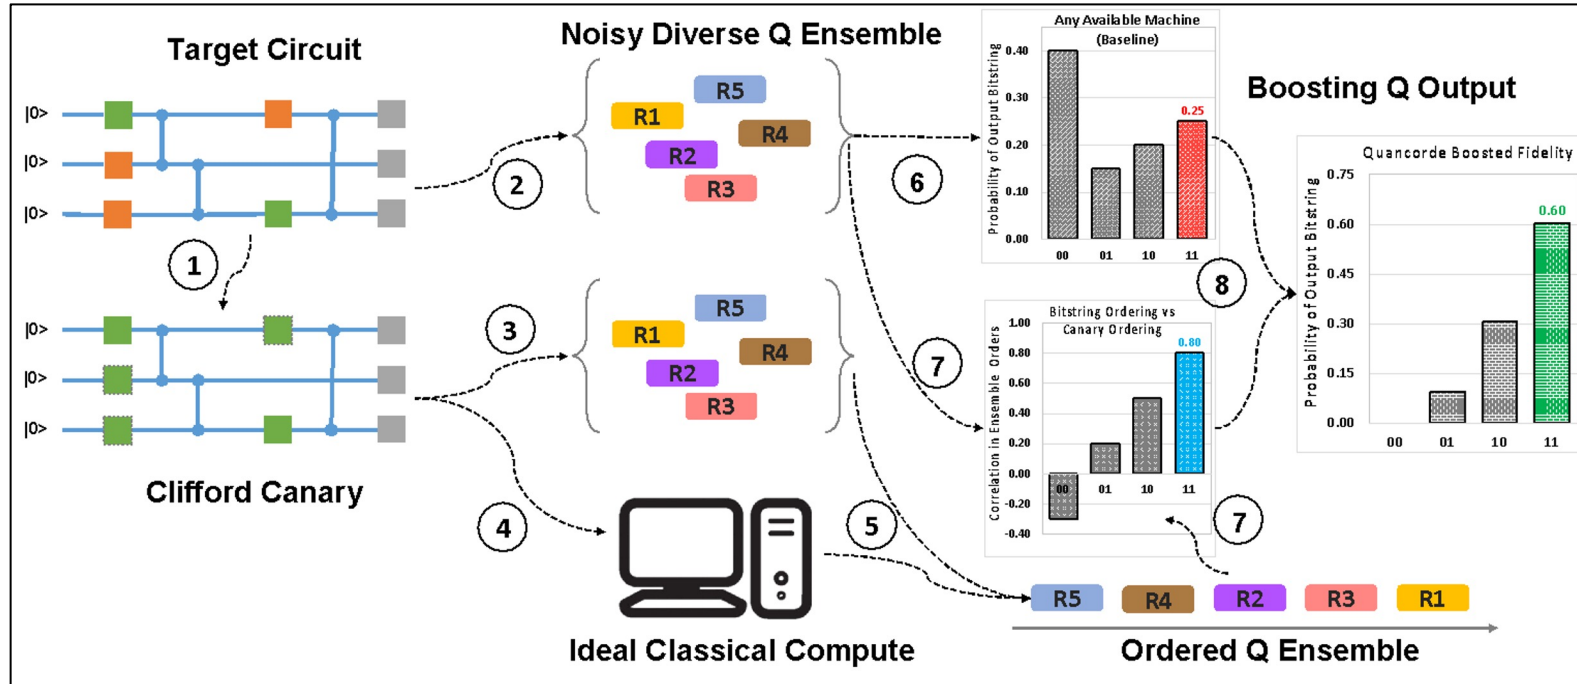 Target Circuit
|0>
|0>
|0>
1
Clifford Canary
|0>
|0>
|0>
2
3
4
Noisy Diverse Q Ensemble
R5
R1
R4
R2
R3
R5
R1
R4
R2
R3
Ideal Classical Compute
5
6
7
Any Available Machine
(Baseline)
Probability of Output Bitstring
0.40
0.30
0.20
0.10
0.00
0.25
00 01 10 11
Bitstring Ordering vs
Canary Ordering
Correlation in Ensemble Orders
1.00
0.80
0.60
0.40
0.20
0.00
-0.20
-0.40
0.80
00 01 10 11
7
8
R5 R4 R2 R3 R1
Ordered Q Ensemble
Boosting Q Output
Quancorde Boosted Fidelity
Probability of Output Bitstring
0.75
0.60
0.45
0.30
0.15
0.00
0.60
00 01 10 11